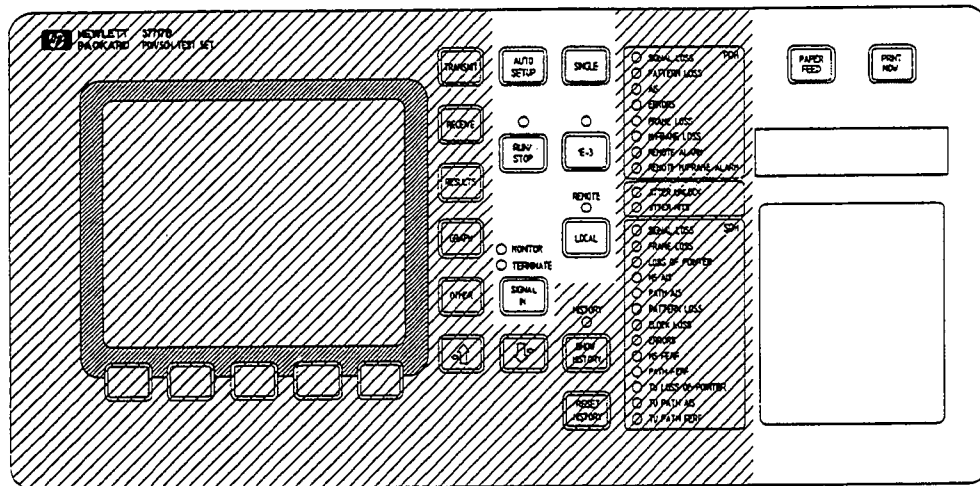 hp HEWLETT 37717B
PACKARD PDH/SDH TEST SET
TRANSMIT
RECEIVE
RESULTS
GRAPH
OTHER
AUTO
SETUP
SINGLE
RUN/
STOP
1E-3
REMOTE
LOCAL
MONITOR
TERMINATE
SIGNAL
IN
HISTORY
SHOW
HISTORY
RESET
HISTORY
PDH
SIGNAL LOSS
PATTERN LOSS
AIS
ERRORS
FRAME LOSS
M/FRAME LOSS
REMOTE ALARM
REMOTE M/FRAME ALARM
JITTER UNLOCK
JITTER HITS
SDH
SIGNAL LOSS
FRAME LOSS
LOSS OF POINTER
MS AIS
PATH AIS
PATTERN LOSS
CLOCK LOSS
ERRORS
MS FERF
PATH FERF
TU LOSS OF POINTER
TU PATH AIS
TU PATH FERF
PAPER
FEED
PRINT
NOW